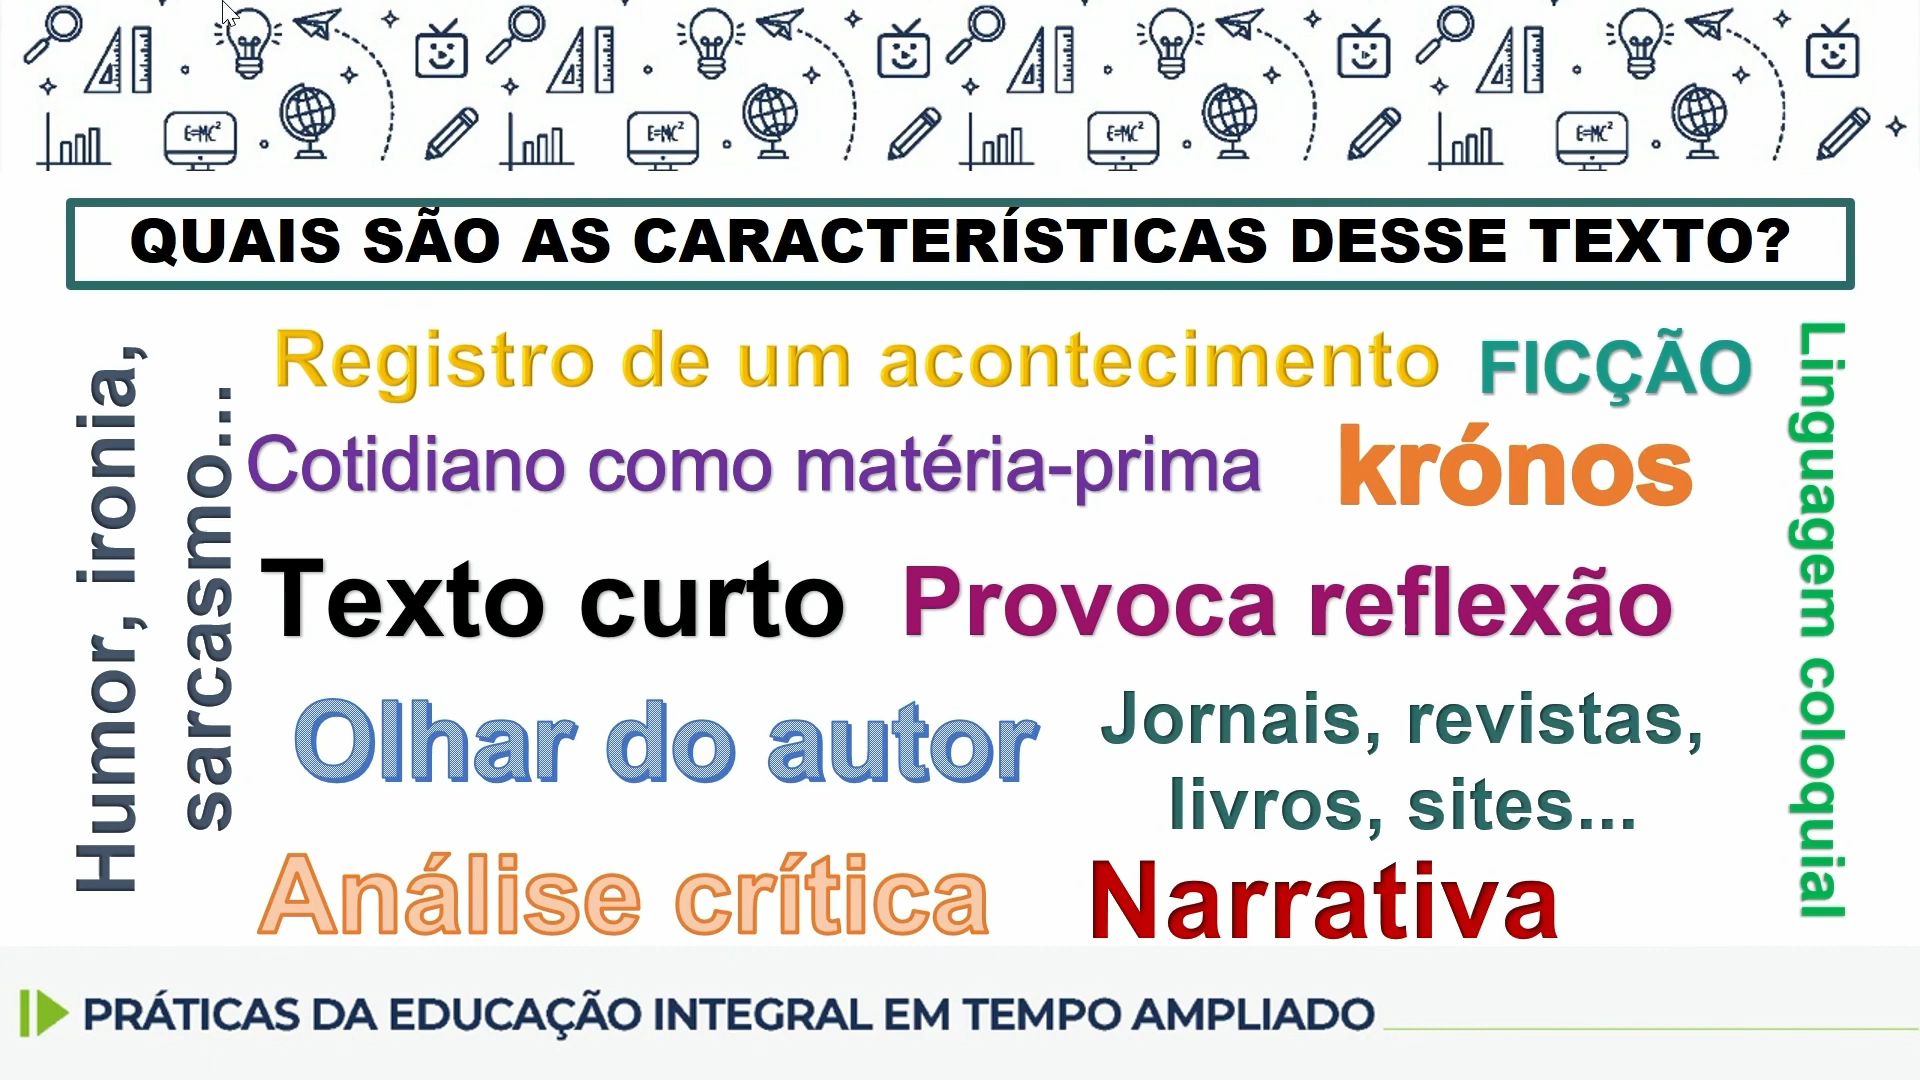 E=MC²
E=MC²
E=MC²
E=MC²
QUAIS SÃO AS CARACTERÍSTICAS DESSE TEXTO?
Humor, ironia,
sarcasmo...
Registro de um acontecimento
FICÇÃO
Cotidiano como matéria-prima
krónos
Texto curto
Provoca reflexão
Olhar do autor
Jornais, revistas,
livros, sites...
Análise crítica
Narrativa
Linguagem coloquial
PRÁTICAS DA EDUCAÇÃO INTEGRAL EM TEMPO AMPLIADO